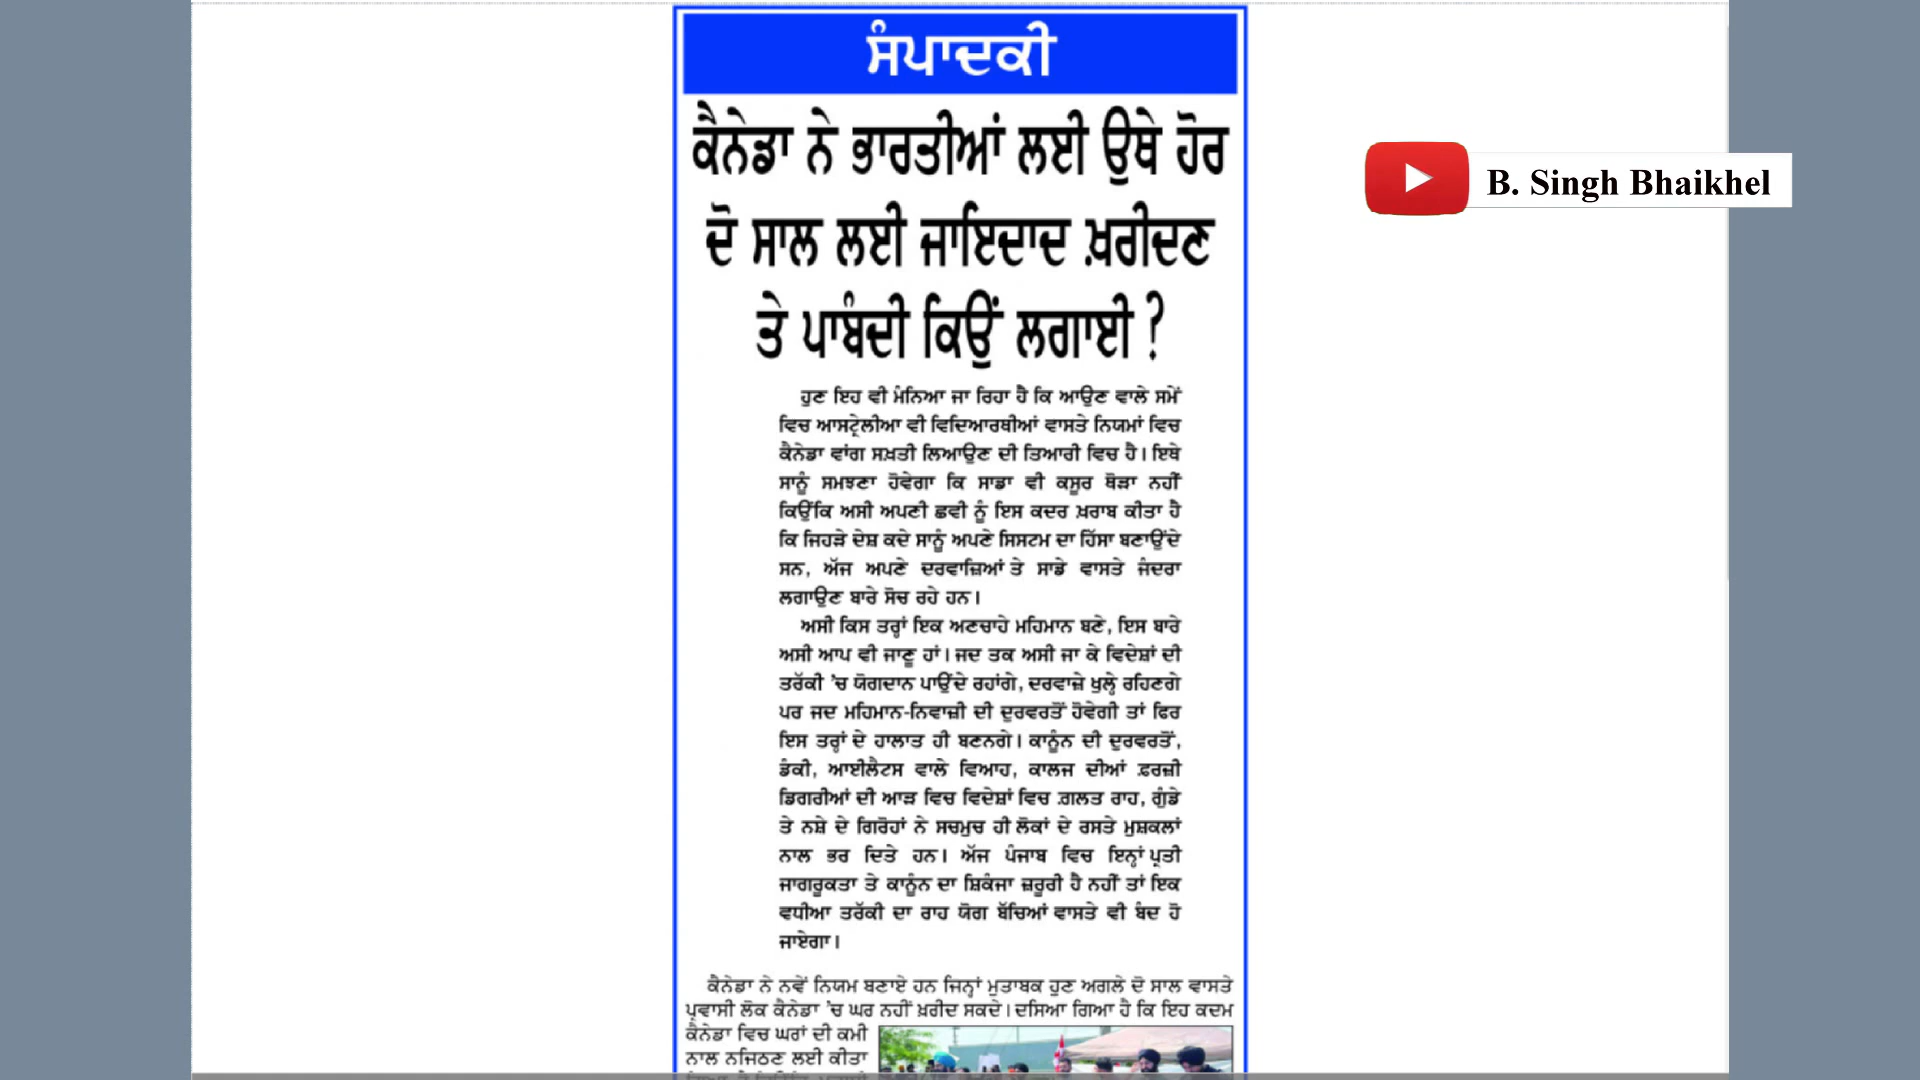 ਸੰਪਾਦਕੀ
ਕੈਨੇਡਾ ਨੇ ਭਾਰਤੀਆਂ ਲਈ ਉਥੇ ਹੋਰ
ਦੋ ਸਾਲ ਲਈ ਜਾਇਦਾਦ ਖ਼ਰੀਦਣ
ਤੇ ਪਾਬੰਦੀ ਕਿਉਂ ਲਗਾਈ ?
B. Singh Bhaikhel
ਹੁਣ ਇਹ ਵੀ ਮੰਨਿਆ ਜਾ ਰਿਹਾ ਹੈ ਕਿ ਆਉਣ ਵਾਲੇ ਸਮੇਂ
ਵਿਚ ਆਸਟ੍ਰੇਲੀਆ ਵੀ ਵਿਦਿਆਰਥੀਆਂ ਵਾਸਤੇ ਨਿਯਮਾਂ ਵਿਚ
ਕੈਨੇਡਾ ਵਾਂਗ ਸਖ਼ਤੀ ਲਿਆਉਣ ਦੀ ਤਿਆਰੀ ਵਿਚ ਹੈ। ਇਥੇ
ਸਾਨੂੰ ਸਮਝਣਾ ਹੋਵੇਗਾ ਕਿ ਸਾਡਾ ਵੀ ਕਸੂਰ ਥੋੜਾ ਨਹੀਂ
ਕਿਉਂਕਿ ਅਸੀ ਅਪਣੀ ਛਵੀ ਨੂੰ ਇਸ ਕਦਰ ਖ਼ਰਾਬ ਕੀਤਾ ਹੈ
ਕਿ ਜਿਹੜੇ ਦੇਸ਼ ਕਦੇ ਸਾਨੂੰ ਅਪਣੇ ਸਿਸਟਮ ਦਾ ਹਿੱਸਾ ਬਣਾਉਂਦੇ
ਸਨ, ਅੱਜ ਅਪਣੇ ਦਰਵਾਜ਼ਿਆਂ ਤੇ ਸਾਡੇ ਵਾਸਤੇ ਜੰਦਰਾ
ਲਗਾਉਣ ਬਾਰੇ ਸੋਚ ਰਹੇ ਹਨ।
ਅਸੀ ਕਿਸ ਤਰ੍ਹਾਂ ਇਕ ਅਣਚਾਹੇ ਮਹਿਮਾਨ ਬਣੇ, ਇਸ ਬਾਰੇ
ਅਸੀ ਆਪ ਵੀ ਜਾਣੂ ਹਾਂ। ਜਦ ਤਕ ਅਸੀ ਜਾ ਕੇ ਵਿਦੇਸ਼ਾਂ ਦੀ
ਤਰੱਕੀ 'ਚ ਯੋਗਦਾਨ ਪਾਉਂਦੇ ਰਹਾਂਗੇ, ਦਰਵਾਜ਼ੇ ਖੁਲ੍ਹੇ ਰਹਿਣਗੇ
ਪਰ ਜਦ ਮਹਿਮਾਨ-ਨਿਵਾਜ਼ੀ ਦੀ ਦੁਰਵਰਤੋਂ ਹੋਵੇਗੀ ਤਾਂ ਫਿਰ
ਇਸ ਤਰ੍ਹਾਂ ਦੇ ਹਾਲਾਤ ਹੀ ਬਣਨਗੇ। ਕਾਨੂੰਨ ਦੀ ਦੁਰਵਰਤੋਂ,
ਡੰਕੀ, ਆਈਲੈਟਸ ਵਾਲੇ ਵਿਆਹ, ਕਾਲਜ ਦੀਆਂ ਫ਼ਰਜ਼ੀ
ਡਿਗਰੀਆਂ ਦੀ ਆੜ ਵਿਚ ਵਿਦੇਸ਼ਾਂ ਵਿਚ ਗ਼ਲਤ ਰਾਹ, ਗੁੰਡੇ
ਤੇ ਨਸ਼ੇ ਦੇ ਗਿਰੋਹਾਂ ਨੇ ਸਚਮੁਚ ਹੀ ਲੋਕਾਂ ਦੇ ਰਸਤੇ ਮੁਸ਼ਕਲਾਂ
ਨਾਲ ਭਰ ਦਿਤੇ ਹਨ। ਅੱਜ ਪੰਜਾਬ ਵਿਚ ਇਨ੍ਹਾਂ ਪ੍ਰਤੀ
ਜਾਗਰੂਕਤਾ ਤੇ ਕਾਨੂੰਨ ਦਾ ਸ਼ਿਕੰਜਾ ਜ਼ਰੂਰੀ ਹੈ ਨਹੀਂ ਤਾਂ ਇਕ
ਵਧੀਆ ਤਰੱਕੀ ਦਾ ਰਾਹ ਯੋਗ ਬੱਚਿਆਂ ਵਾਸਤੇ ਵੀ ਬੰਦ ਹੋ
ਜਾਏਗਾ।
ਕੈਨੇਡਾ ਨੇ ਨਵੇਂ ਨਿਯਮ ਬਣਾਏ ਹਨ ਜਿਨ੍ਹਾਂ ਮੁਤਾਬਕ ਹੁਣ ਅਗਲੇ ਦੋ ਸਾਲ ਵਾਸਤੇ
ਪ੍ਰਵਾਸੀ ਲੋਕ ਕੈਨੇਡਾ 'ਚ ਘਰ ਨਹੀਂ ਖ਼ਰੀਦ ਸਕਦੇ। ਦਸਿਆ ਗਿਆ ਹੈ ਕਿ ਇਹ ਕਦਮ
ਕੈਨੇਡਾ ਵਿਚ ਘਰਾਂ ਦੀ ਕਮੀ
ਨਾਲ ਨਜਿਠਣ ਲਈ ਕੀਤਾ